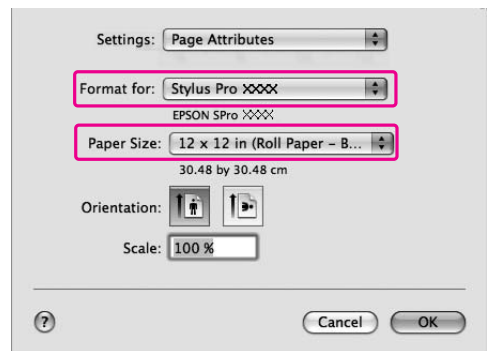 Settings: Page Attributes
Format for: Stylus Pro XXXX
EPSON SPro XXXX
Paper Size: 12 x 12 in (Roll Paper – B...
30.48 by 30.48 cm
Orientation:
Scale: 100 %
? Cancel OK